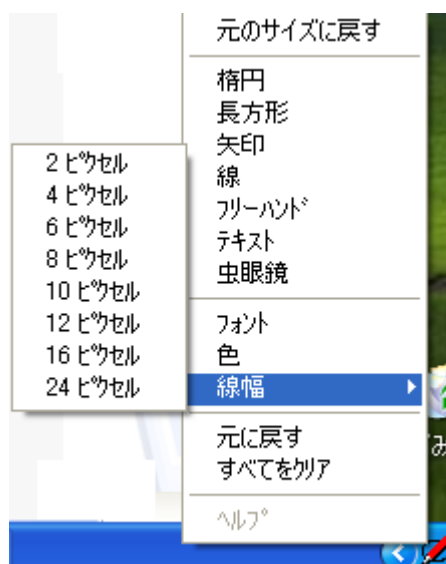 元のサイズに戻す
楕円
長方形
矢印
線
ﾌﾘｰﾊﾝﾄﾞ
ﾃｷｽﾄ
虫眼鏡
ﾌｫﾝﾄ
色
線幅
2 ﾋﾟｸｾﾙ
4 ﾋﾟｸｾﾙ
6 ﾋﾟｸｾﾙ
8 ﾋﾟｸｾﾙ
10 ﾋﾟｸｾﾙ
12 ﾋﾟｸｾﾙ
16 ﾋﾟｸｾﾙ
24 ﾋﾟｸｾﾙ
元に戻す
すべてをｸﾘｱ
ﾍﾙﾌﾟ
み